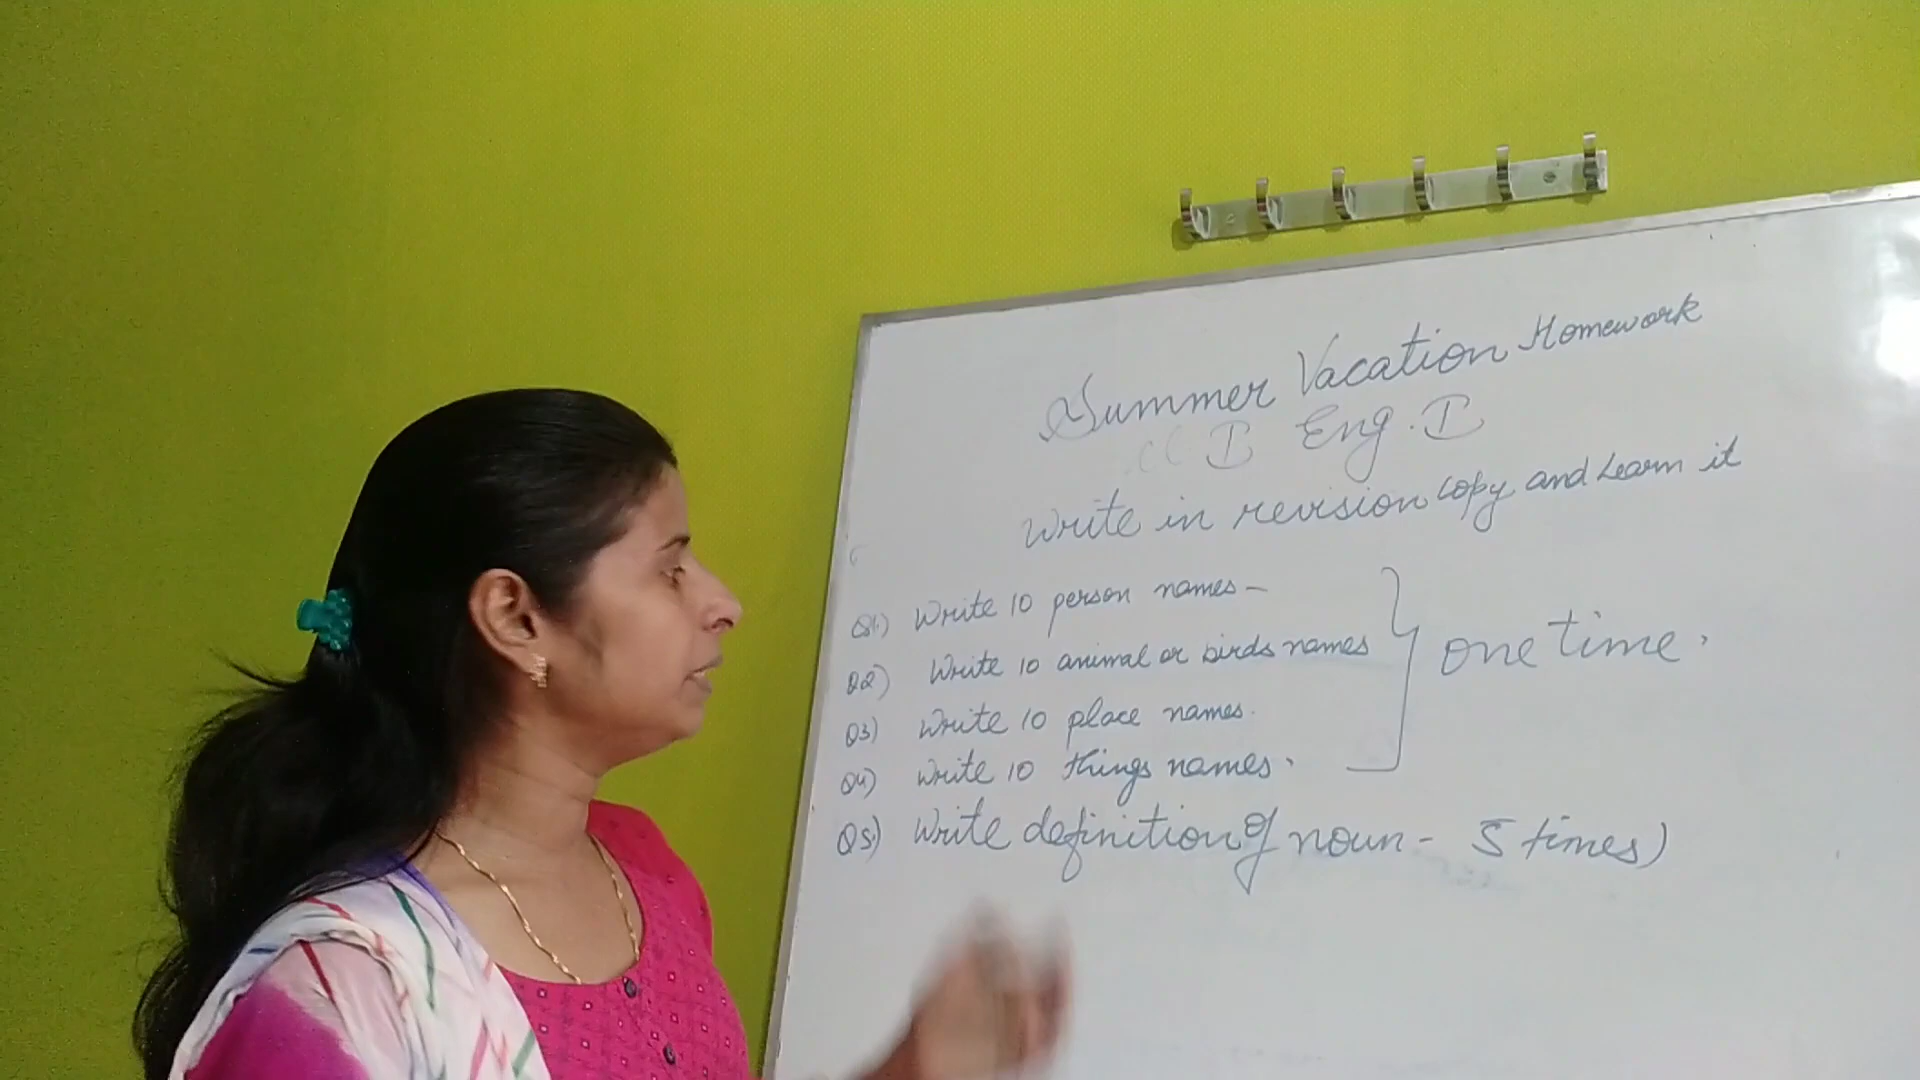 Summer Vacation Homework
I Eng. I
Write in revision copy and Learn it
Q1.) Write 10 person names -
Q2) Write 10 animal or birds names
one time.
Q3) Write 10 place names.
Q4) Write 10 things names.
Q5.) Write definition of noun - 5 times)